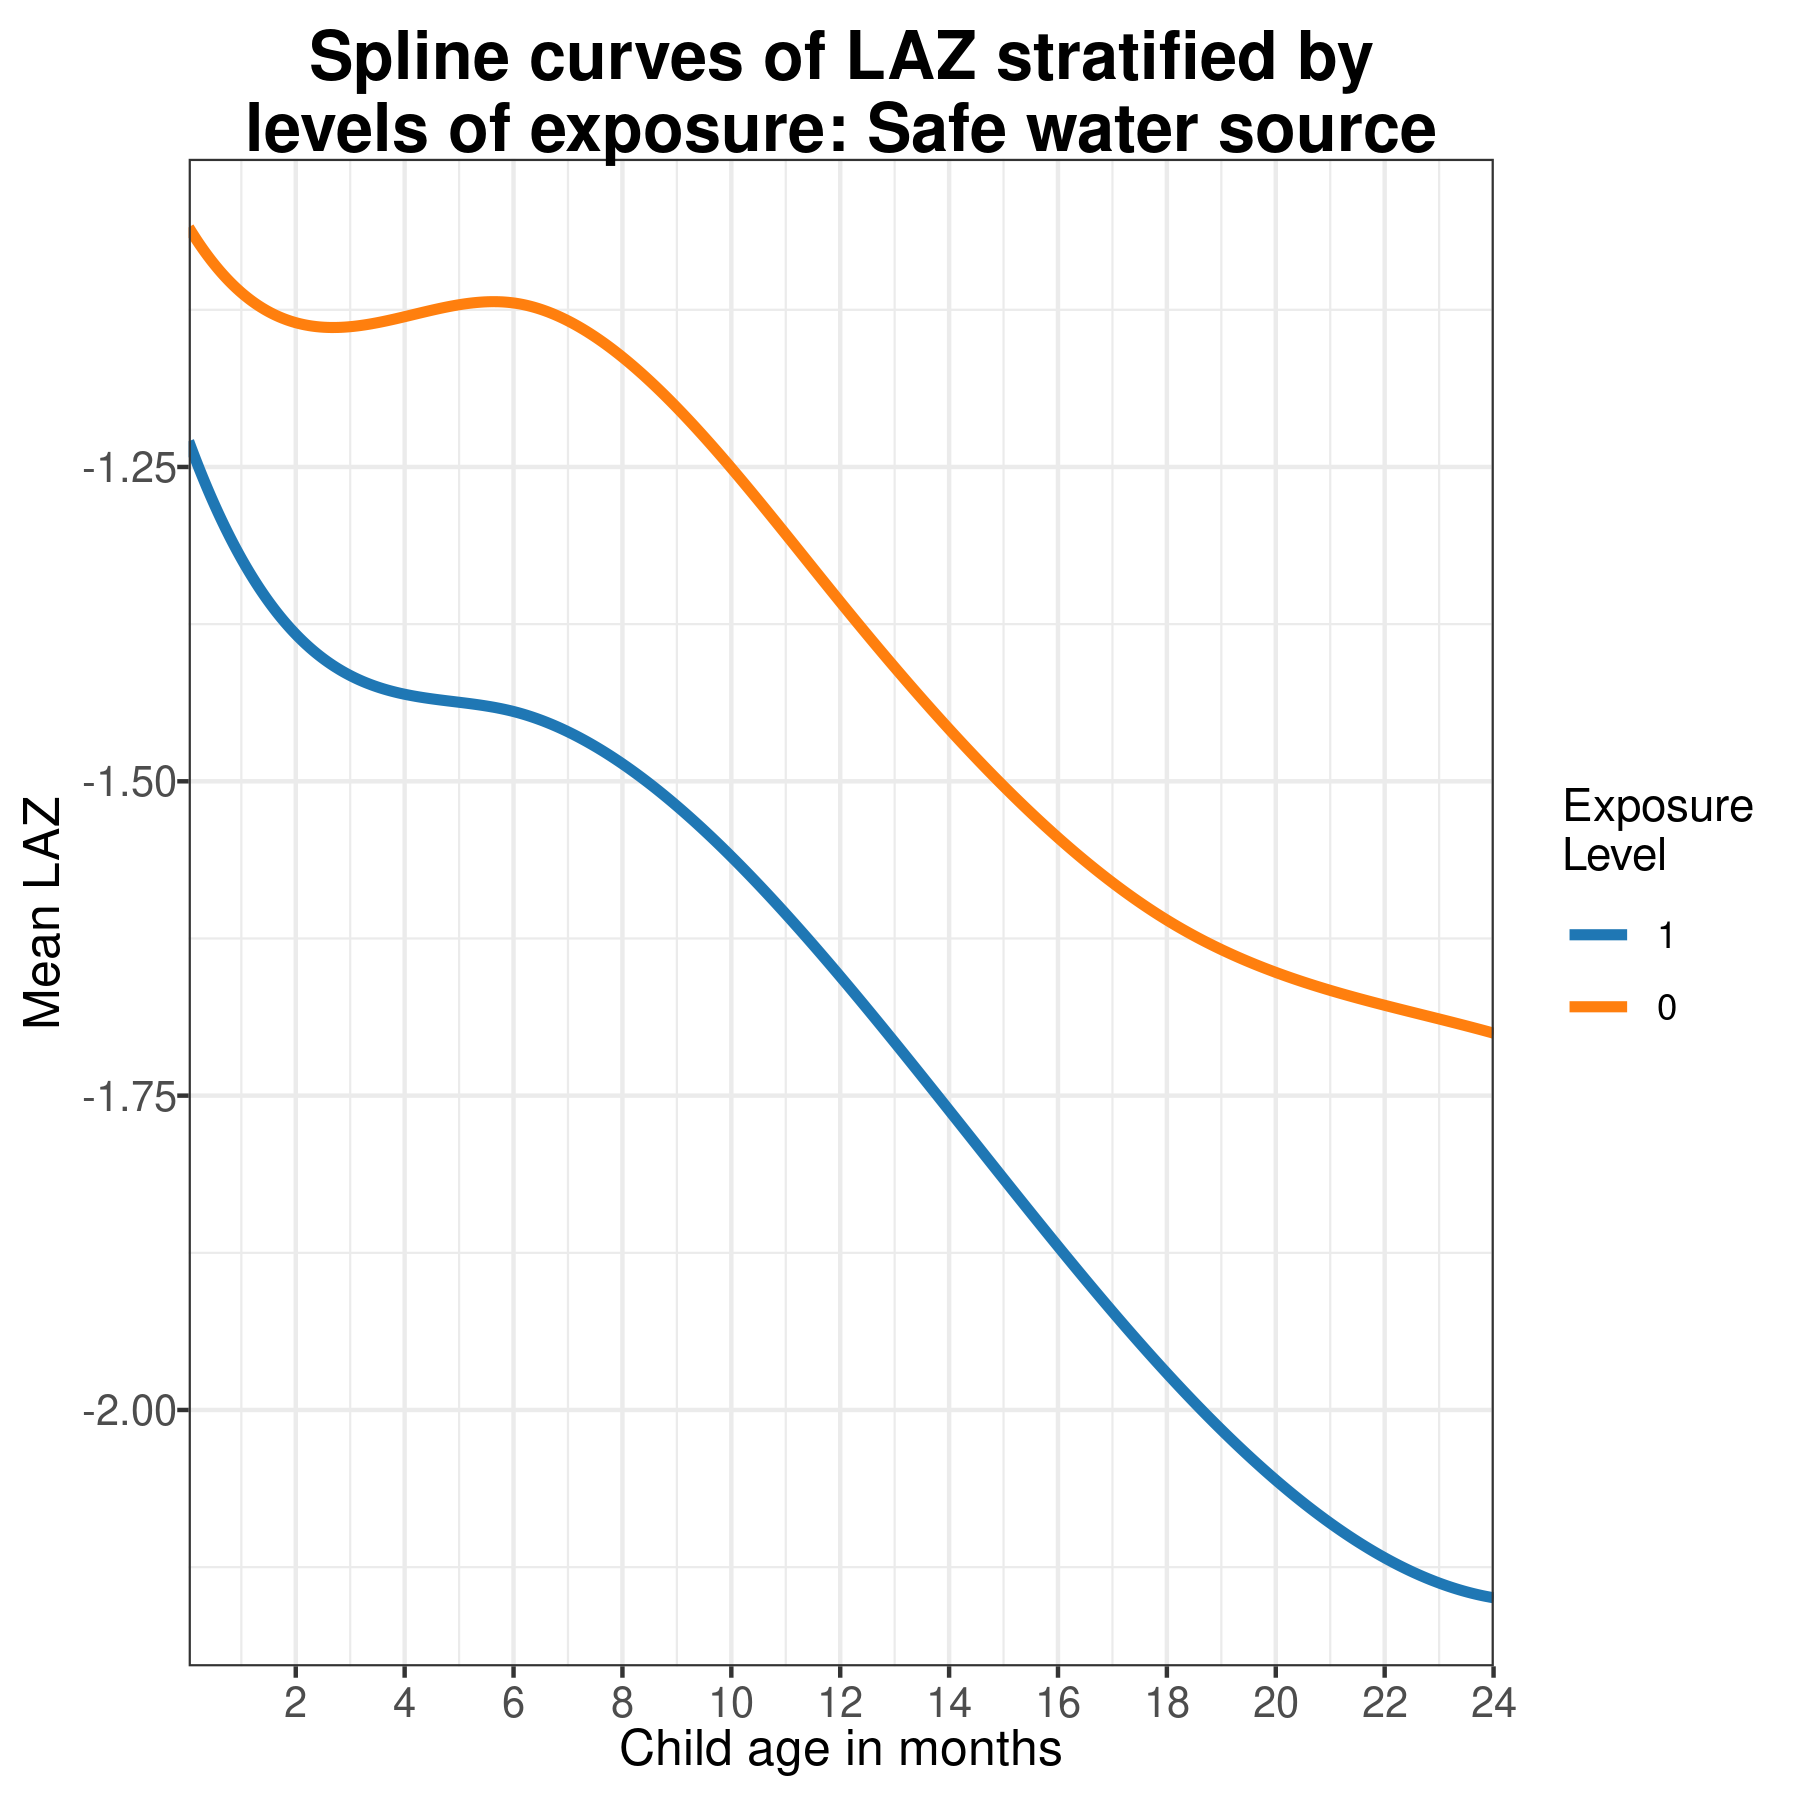 Spline curves of LAZ stratified by
levels of exposure: Safe water source
Mean LAZ
-1.25
-1.50
-1.75
-2.00
2 4 6 8 10 12 14 16 18 20 22 24
Child age in months
Exposure
Level
1
0